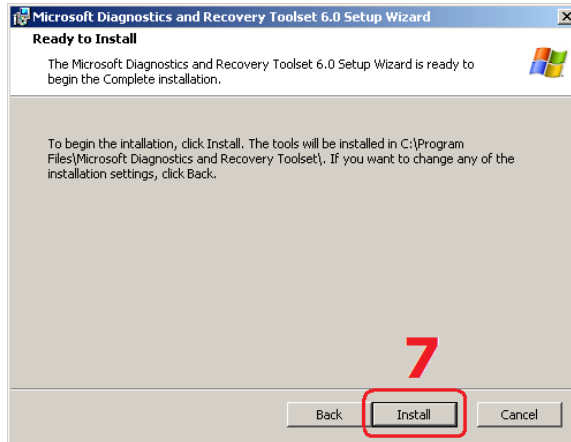 Microsoft Diagnostics and Recovery Toolset 6.0 Setup Wizard
Ready to Install
The Microsoft Diagnostics and Recovery Toolset 6.0 Setup Wizard is ready to
begin the Complete installation.
To begin the intallation, click Install. The tools will be installed in C:\Program
Files\Microsoft Diagnostics and Recovery Toolset\. If you want to change any of the
installation settings, click Back.
7
Back Install Cancel